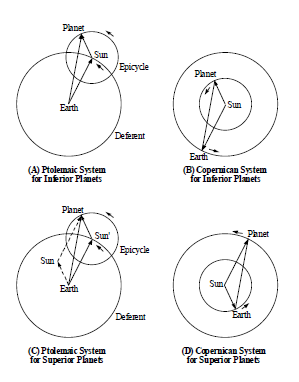 Planet
Sun
Epicycle
Earth
Deferent
(A) Ptolemaic System
for Inferior Planets
Planet
Sun
Earth
(B) Copernican System
for Inferior Planets
Planet
Sun'
Sun
Epicycle
Earth
Deferent
(C) Ptolemaic System
for Superior Planets
Planet
Sun
Earth
(D) Copernican System
for Superior Planets